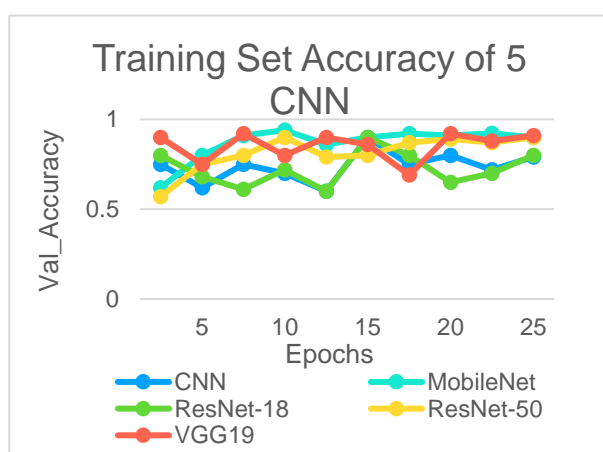 Training Set Accuracy of 5
CNN
Val_Accuracy
1
0.5
0
5 10 15 20 25
Epochs
CNN MobileNet
ResNet-18 ResNet-50
VGG19